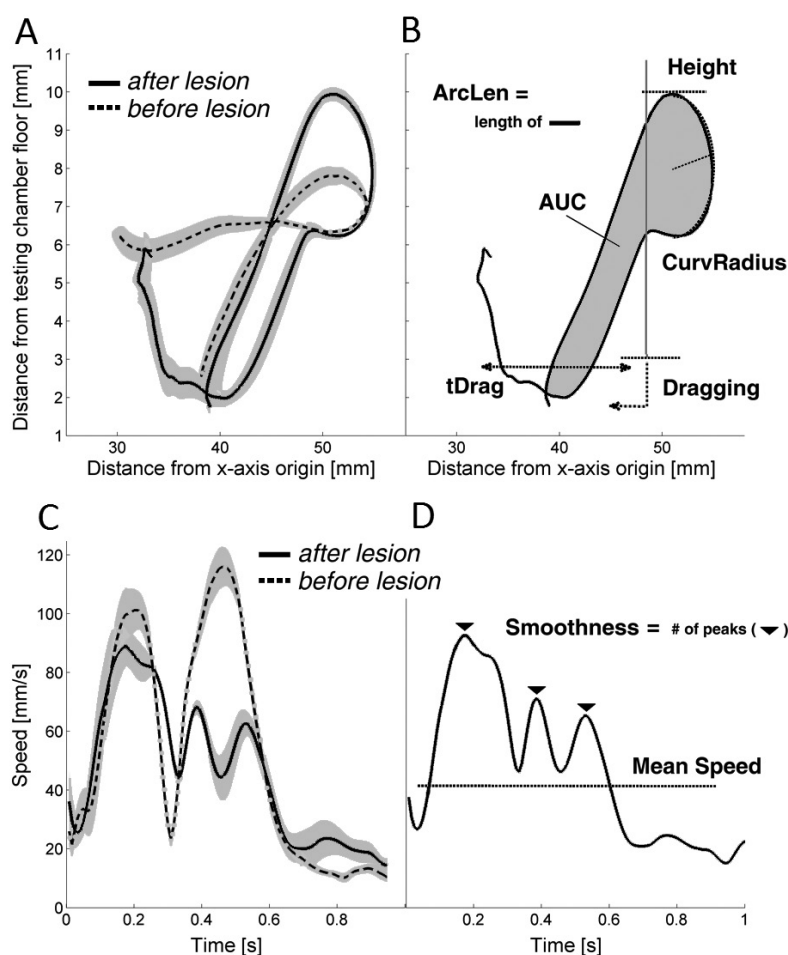 A
B
after lesion
before lesion
Distance from testing chamber floor [mm]
11
10
9
8
7
6
5
4
3
2
1
30
40
50
Distance from x-axis origin [mm]
ArcLen =
length of
Height
AUC
CurvRadius
tDrag
Dragging
30
40
50
Distance from x-axis origin [mm]
C
D
after lesion
before lesion
Speed [mm/s]
120
100
80
60
40
20
0
0
0.2
0.4
0.6
0.8
Time [s]
Smoothness = # of peaks ( )
Mean Speed
0.2
0.4
0.6
0.8
1
Time [s]